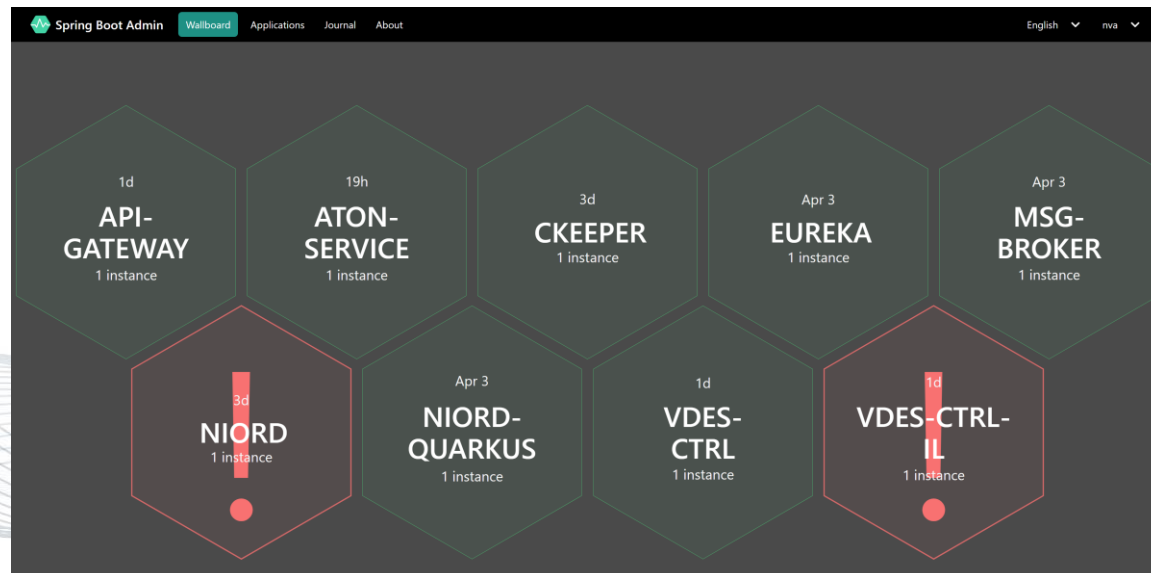 Spring Boot Admin Wallboard Applications Journal About English nva
1d
API-
GATEWAY
1 instance
19h
ATON-
SERVICE
1 instance
3d
CKEEPER
1 instance
Apr 3
EUREKA
1 instance
Apr 3
MSG-
BROKER
1 instance
3d
NIORD
1 instance
Apr 3
NIORD-
QUARKUS
1 instance
1d
VDES-
CTRL
1 instance
1d
VDES-CTRL-
IL
1 instance